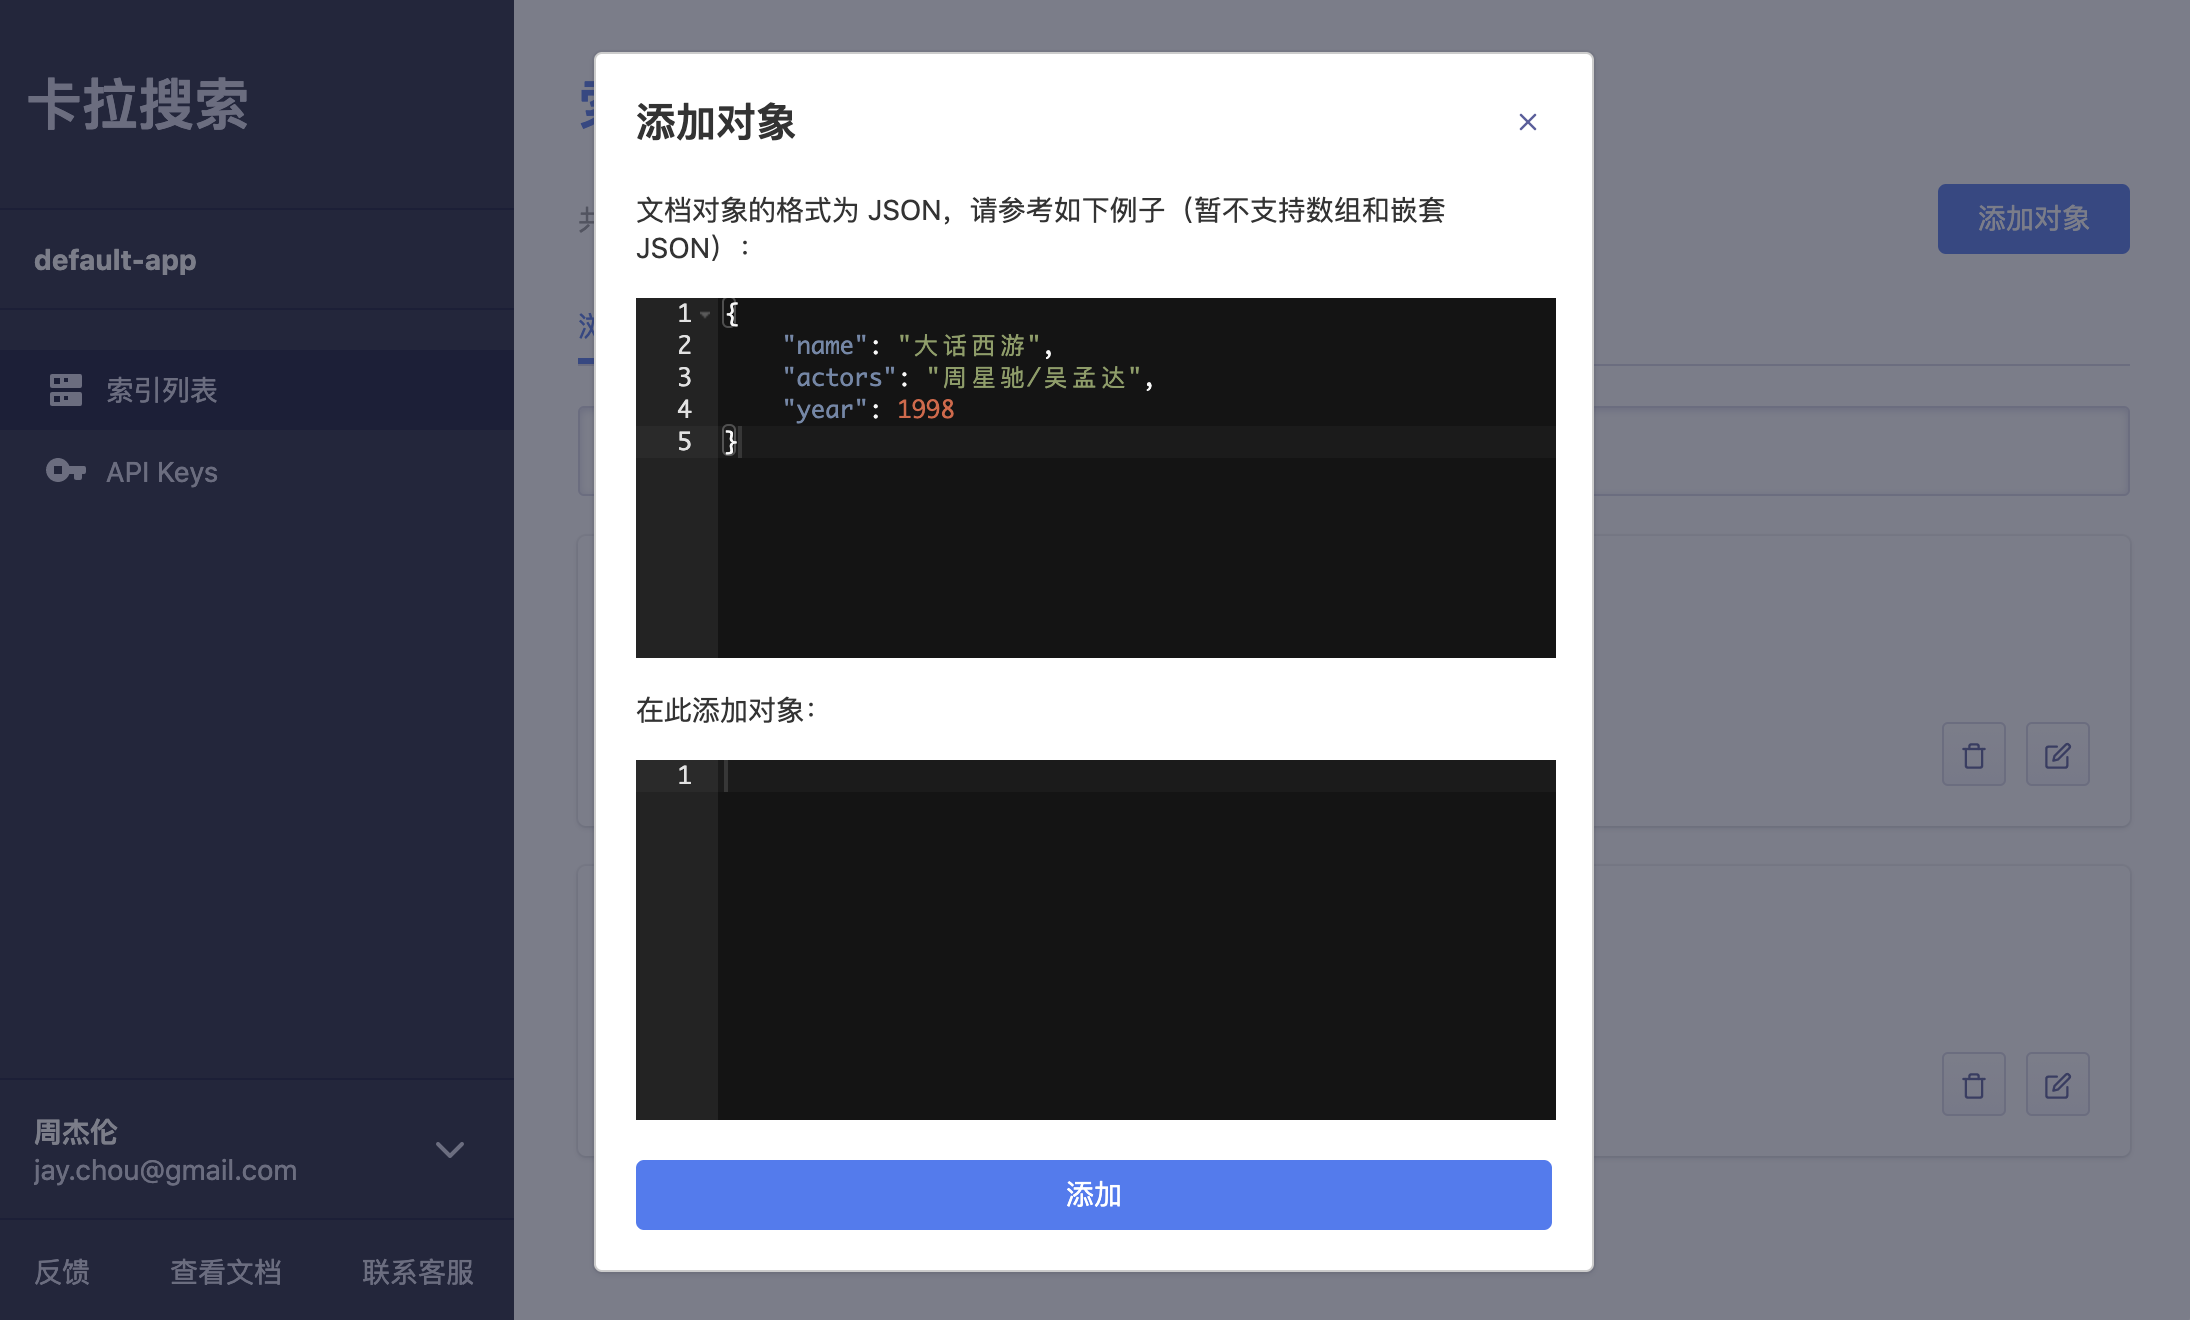 卡拉搜索
default-app
索引列表
API Keys
周杰伦
jay.chou@gmail.com
反馈
查看文档
联系客服
添加对象
添加对象
文档对象的格式为 JSON，请参考如下例子（暂不支持数组和嵌套
JSON）：
1 {
2 "name": "大话西游",
3 "actors": "周星驰/吴孟达",
4 "year": 1998
5 }
在此添加对象：
1
添加